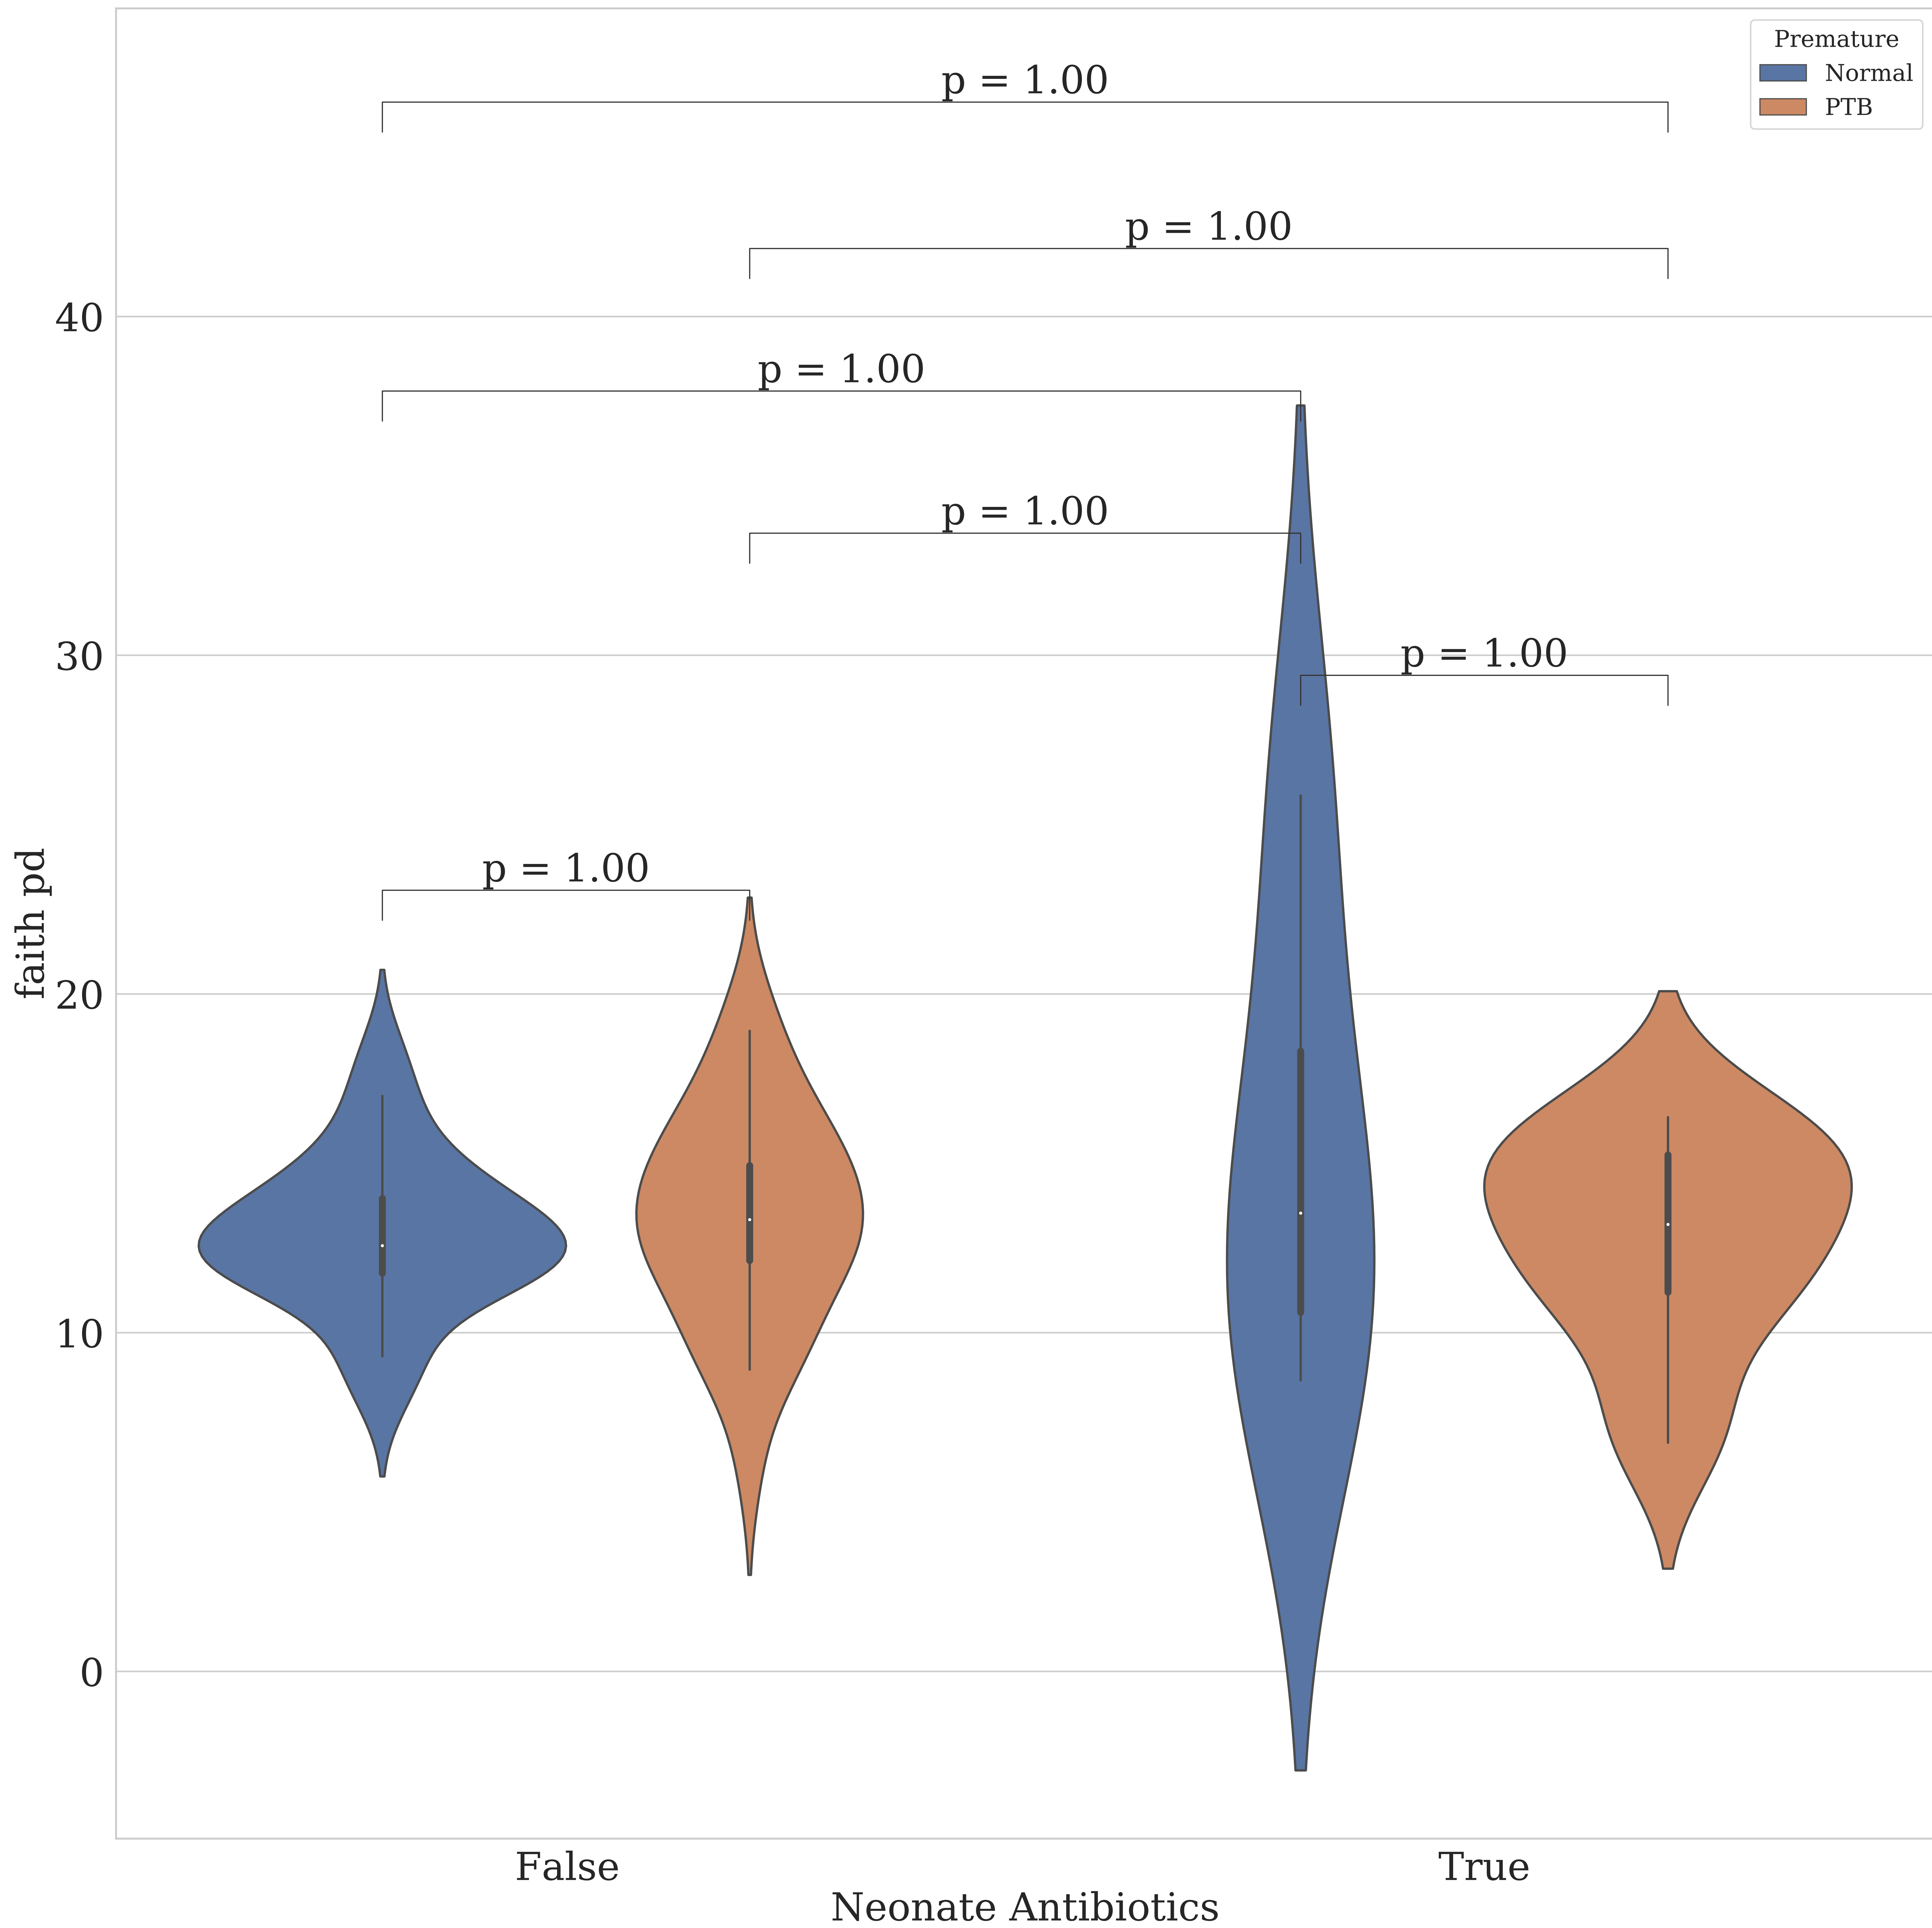 Premature
Normal
PTB
p = 1.00
p = 1.00
p = 1.00
p = 1.00
p = 1.00
p = 1.00
faith pd
40
30
20
10
0
False
True
Neonate Antibiotics